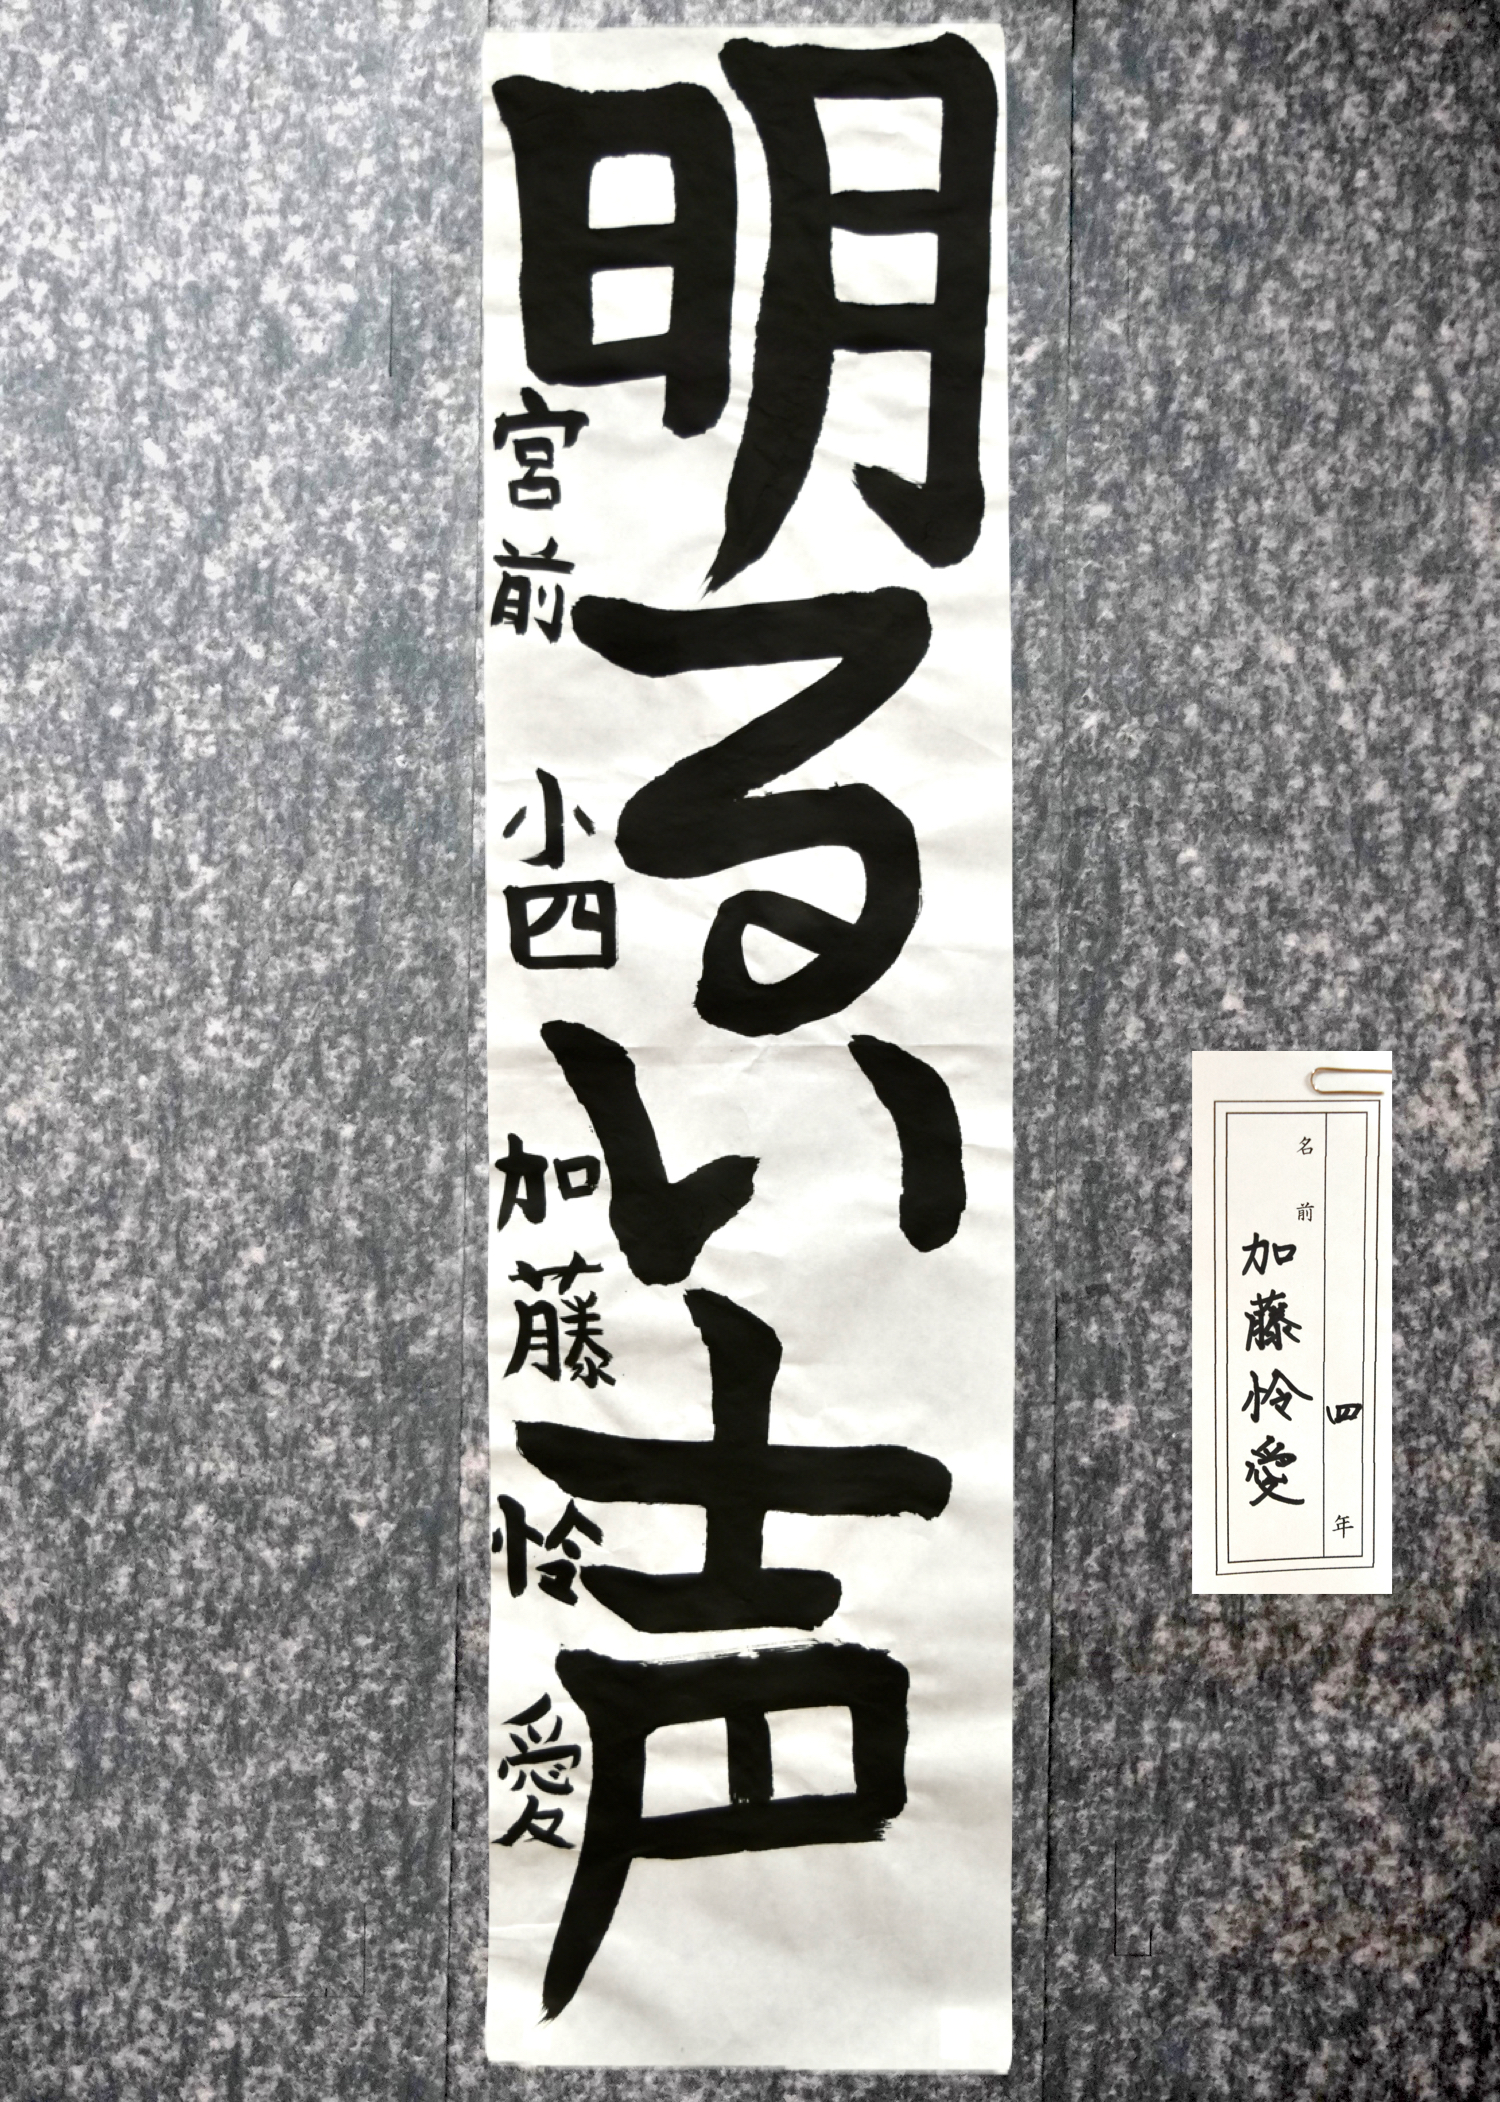 明るい声
宮前 小四 加藤 怜愛
四年
名前 加藤怜愛